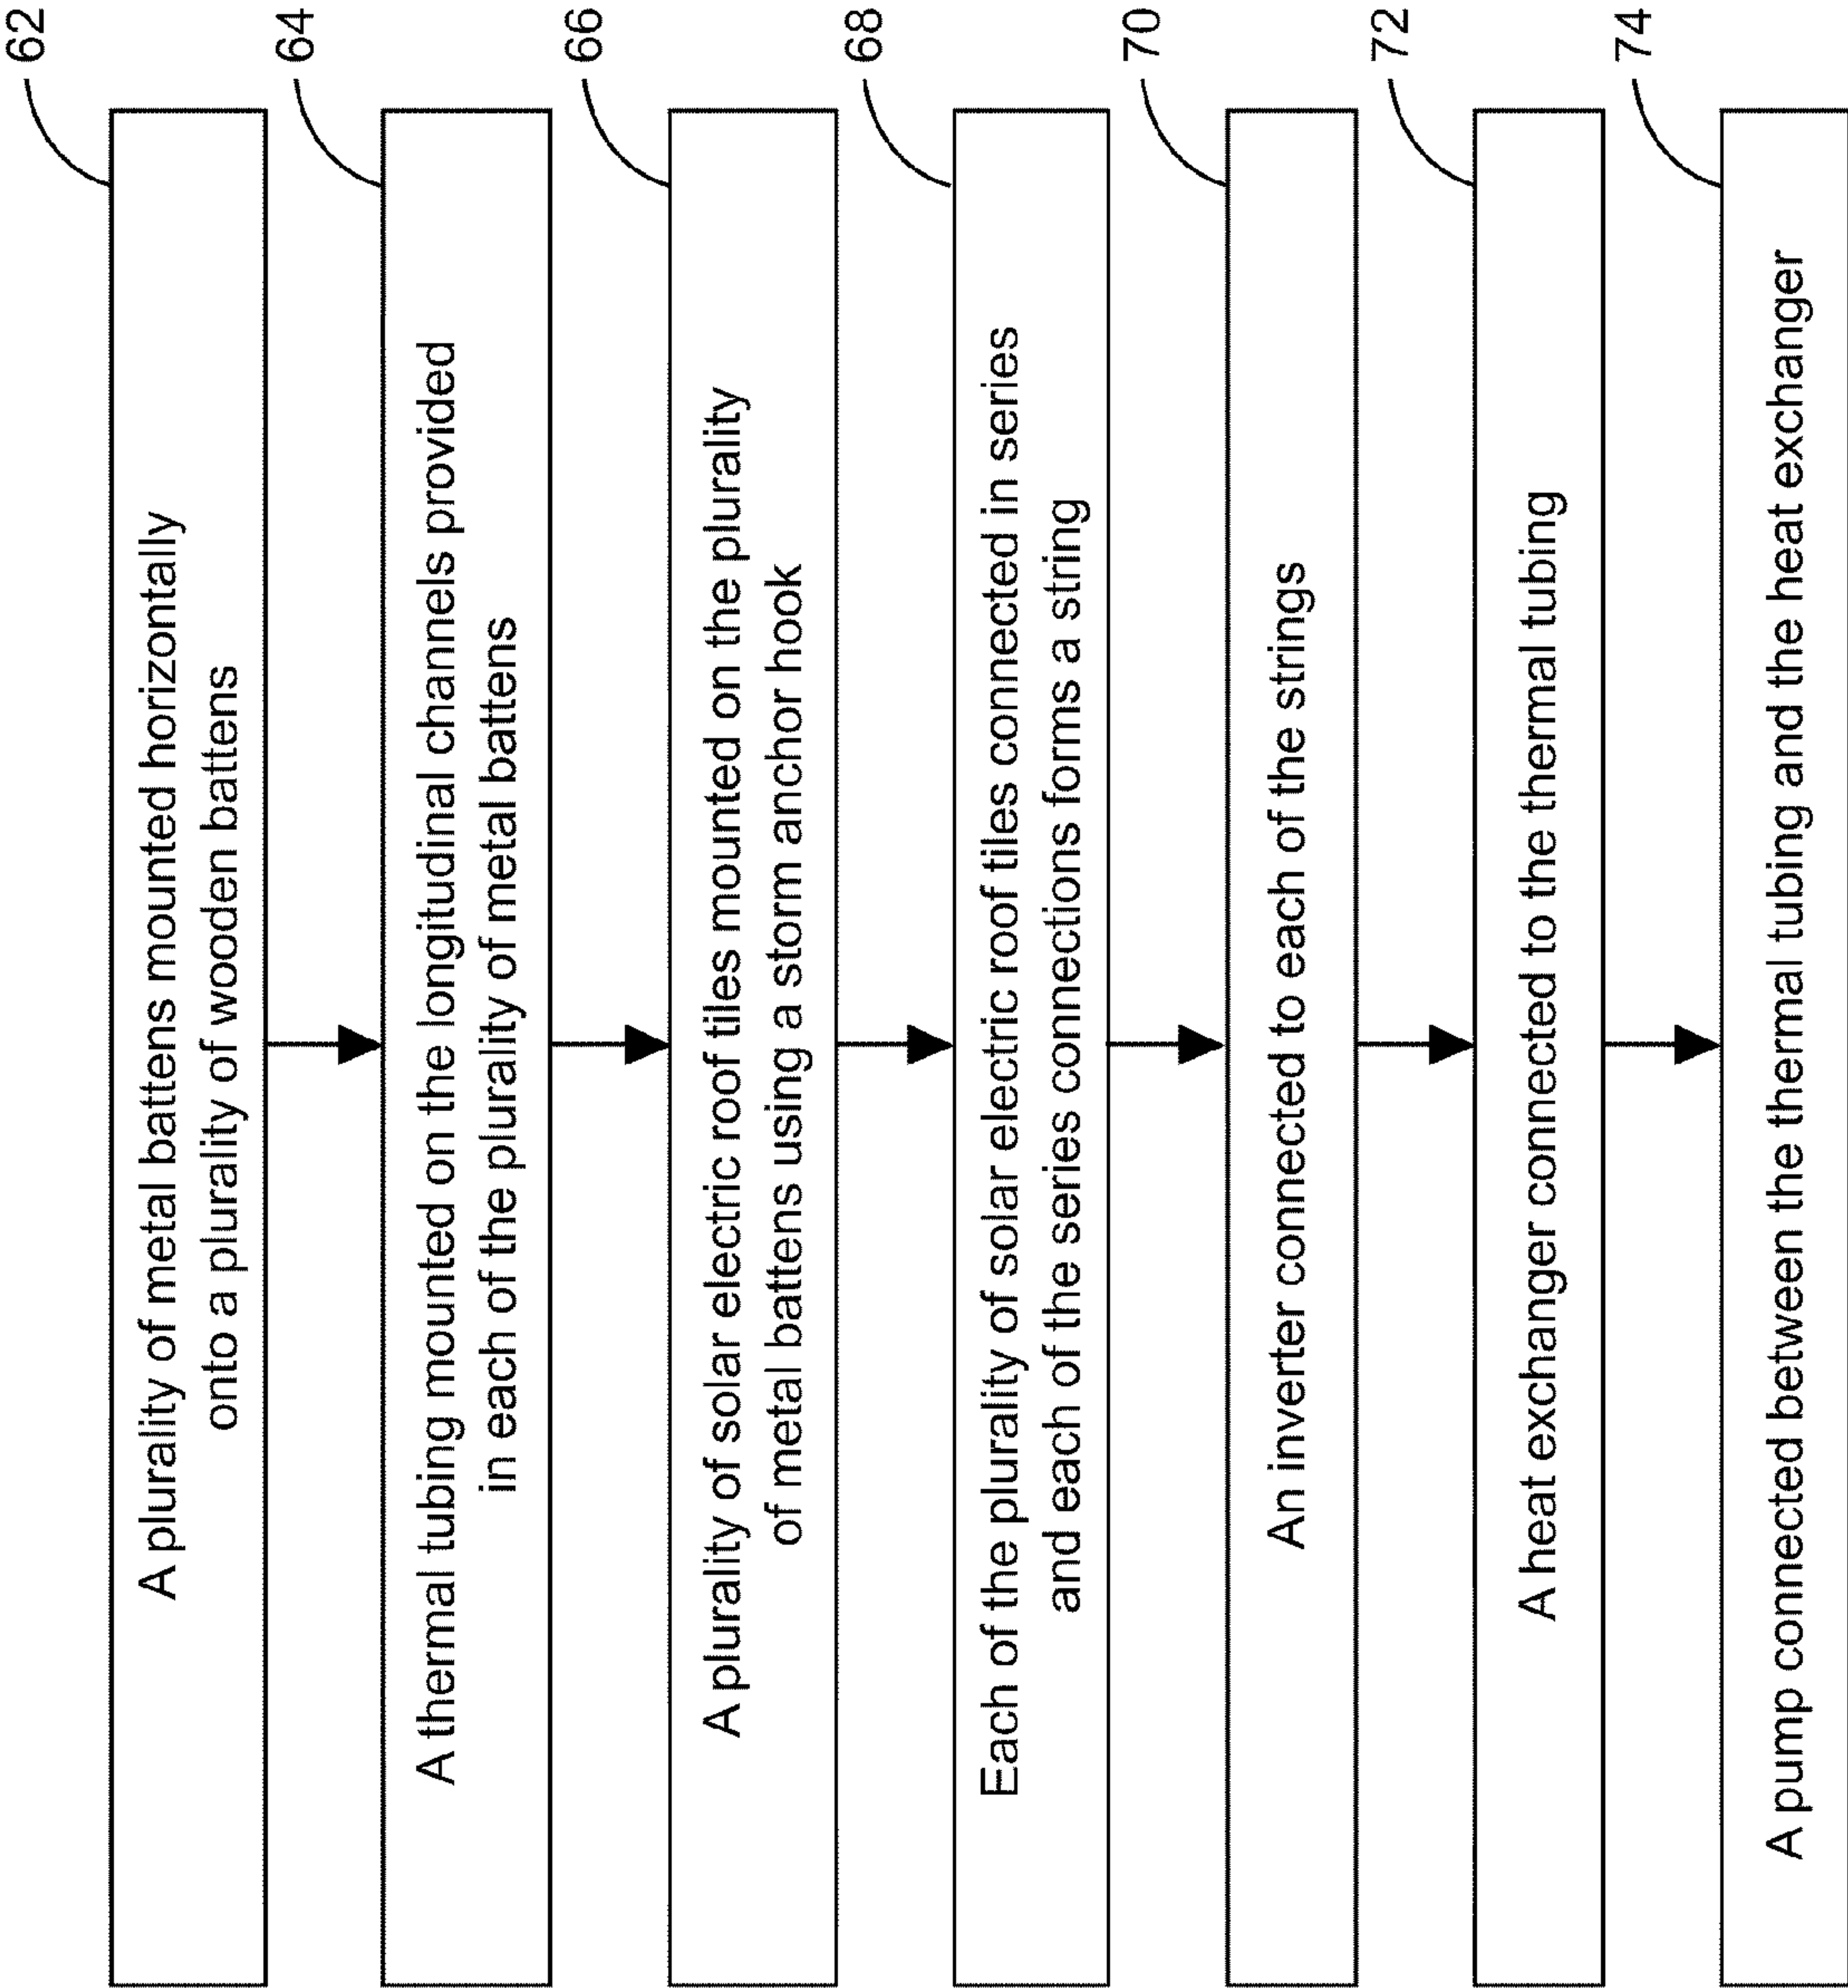 62
A plurality of metal battens mounted horizontally
onto a plurality of wooden battens
64
A thermal tubing mounted on the longitudinal channels provided
in each of the plurality of metal battens
66
A plurality of solar electric roof tiles mounted on the plurality
of metal battens using a storm anchor hook
68
Each of the plurality of solar electric roof tiles connected in series
and each of the series connections forms a string
70
An inverter connected to each of the strings
72
A heat exchanger connected to the thermal tubing
74
A pump connected between the thermal tubing and the heat exchanger